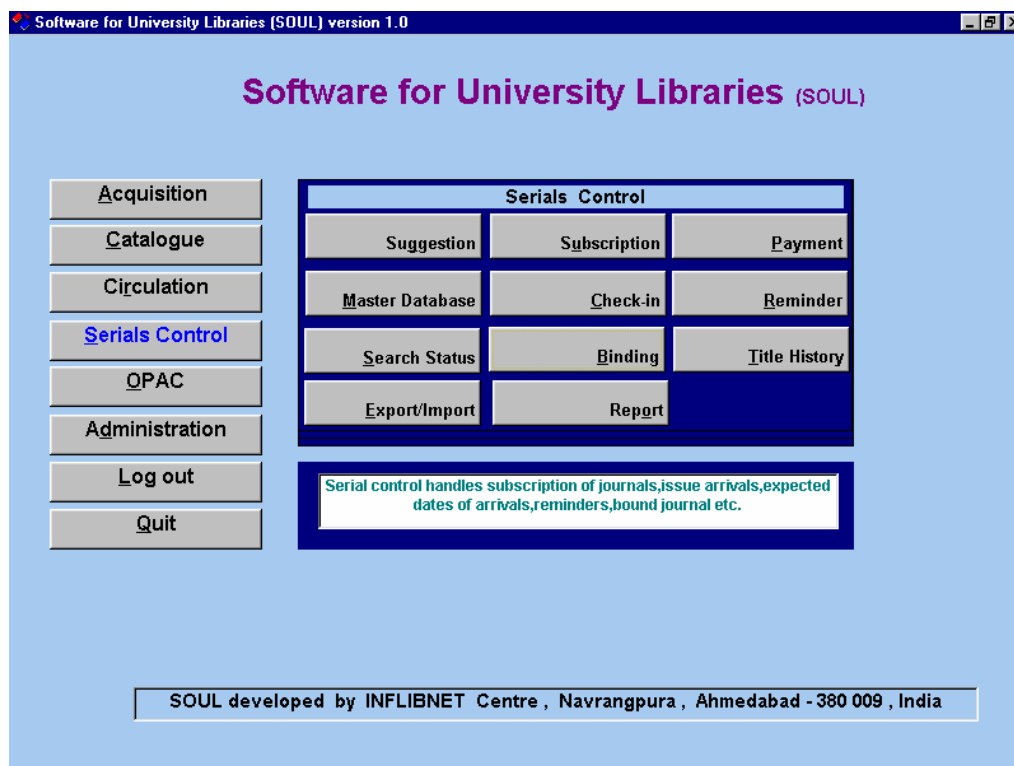 Software for University Libraries (SOUL) version 1.0
Software for University Libraries (SOUL)
Acquisition
Catalogue
Circulation
Serials Control
OPAC
Administration
Log out
Quit
Serials Control
Suggestion Subscription Payment
Master Database Check-in Reminder
Search Status Binding Title History
Export/Import Report
Serial control handles subscription of journals,issue arrivals,expected
dates of arrivals,reminders,bound journal etc.
SOUL developed by INFLIBNET Centre , Navrangpura , Ahmedabad - 380 009 , India